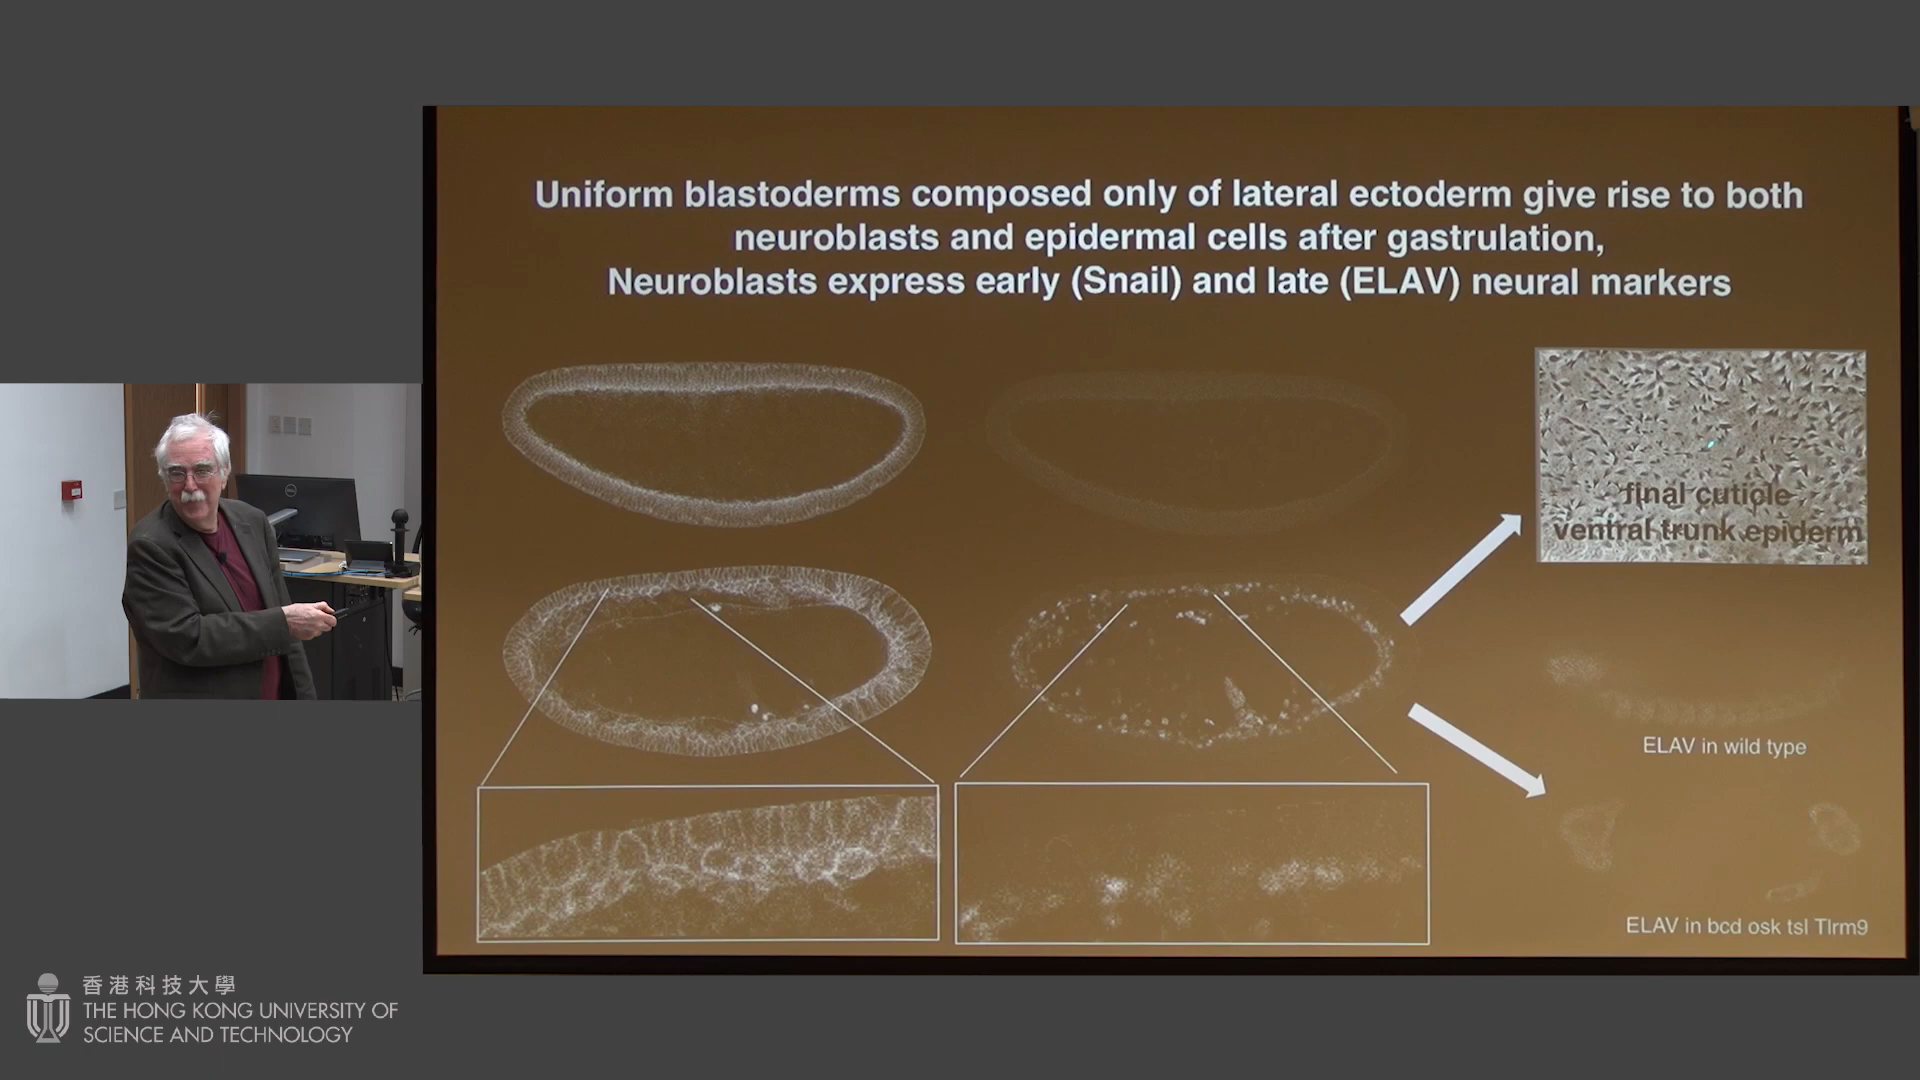 Uniform blastoderms composed only of lateral ectoderm give rise to both
neuroblasts and epidermal cells after gastrulation,
Neuroblasts express early (Snail) and late (ELAV) neural markers
final cuticle
ventral trunk epiderm
ELAV in wild type
ELAV in bcd osk tsl Tlrm9
香港科技大學
THE HONG KONG UNIVERSITY OF
SCIENCE AND TECHNOLOGY